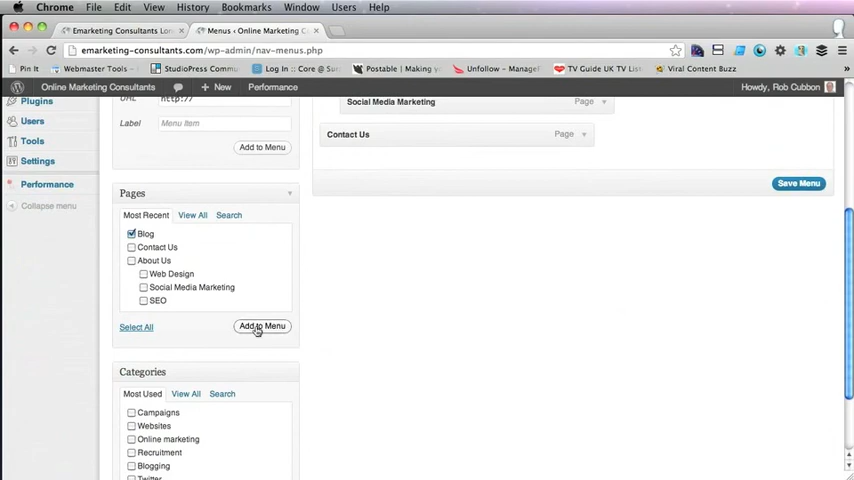 Chrome File Edit View History Bookmarks Window Users Help
Emarketing Consultants Lon
Menus ‹ Online Marketing C
emarketing-consultants.com/wp-admin/nav-menus.php
Pin It
Webmaster Tools
StudioPress Community
Log In :: Core @ Su
Postable | Making yo
Unfollow - Manage
TV Guide UK TV List
Viral Content Buzz
Online Marketing Consultants
+ New
Performance
Howdy, Rob Cubbon
Plugins
Users
Tools
Settings
Performance
Collapse menu
URL http://
Label Menu Item
Add to Menu
Social Media Marketing Page
Contact Us Page
Save Menu
Pages
Most Recent View All Search
Blog
Contact Us
About Us
Web Design
Social Media Marketing
SEO
Select All Add to Menu
Categories
Most Used View All Search
Campaigns
Websites
Online marketing
Recruitment
Blogging
Twitter